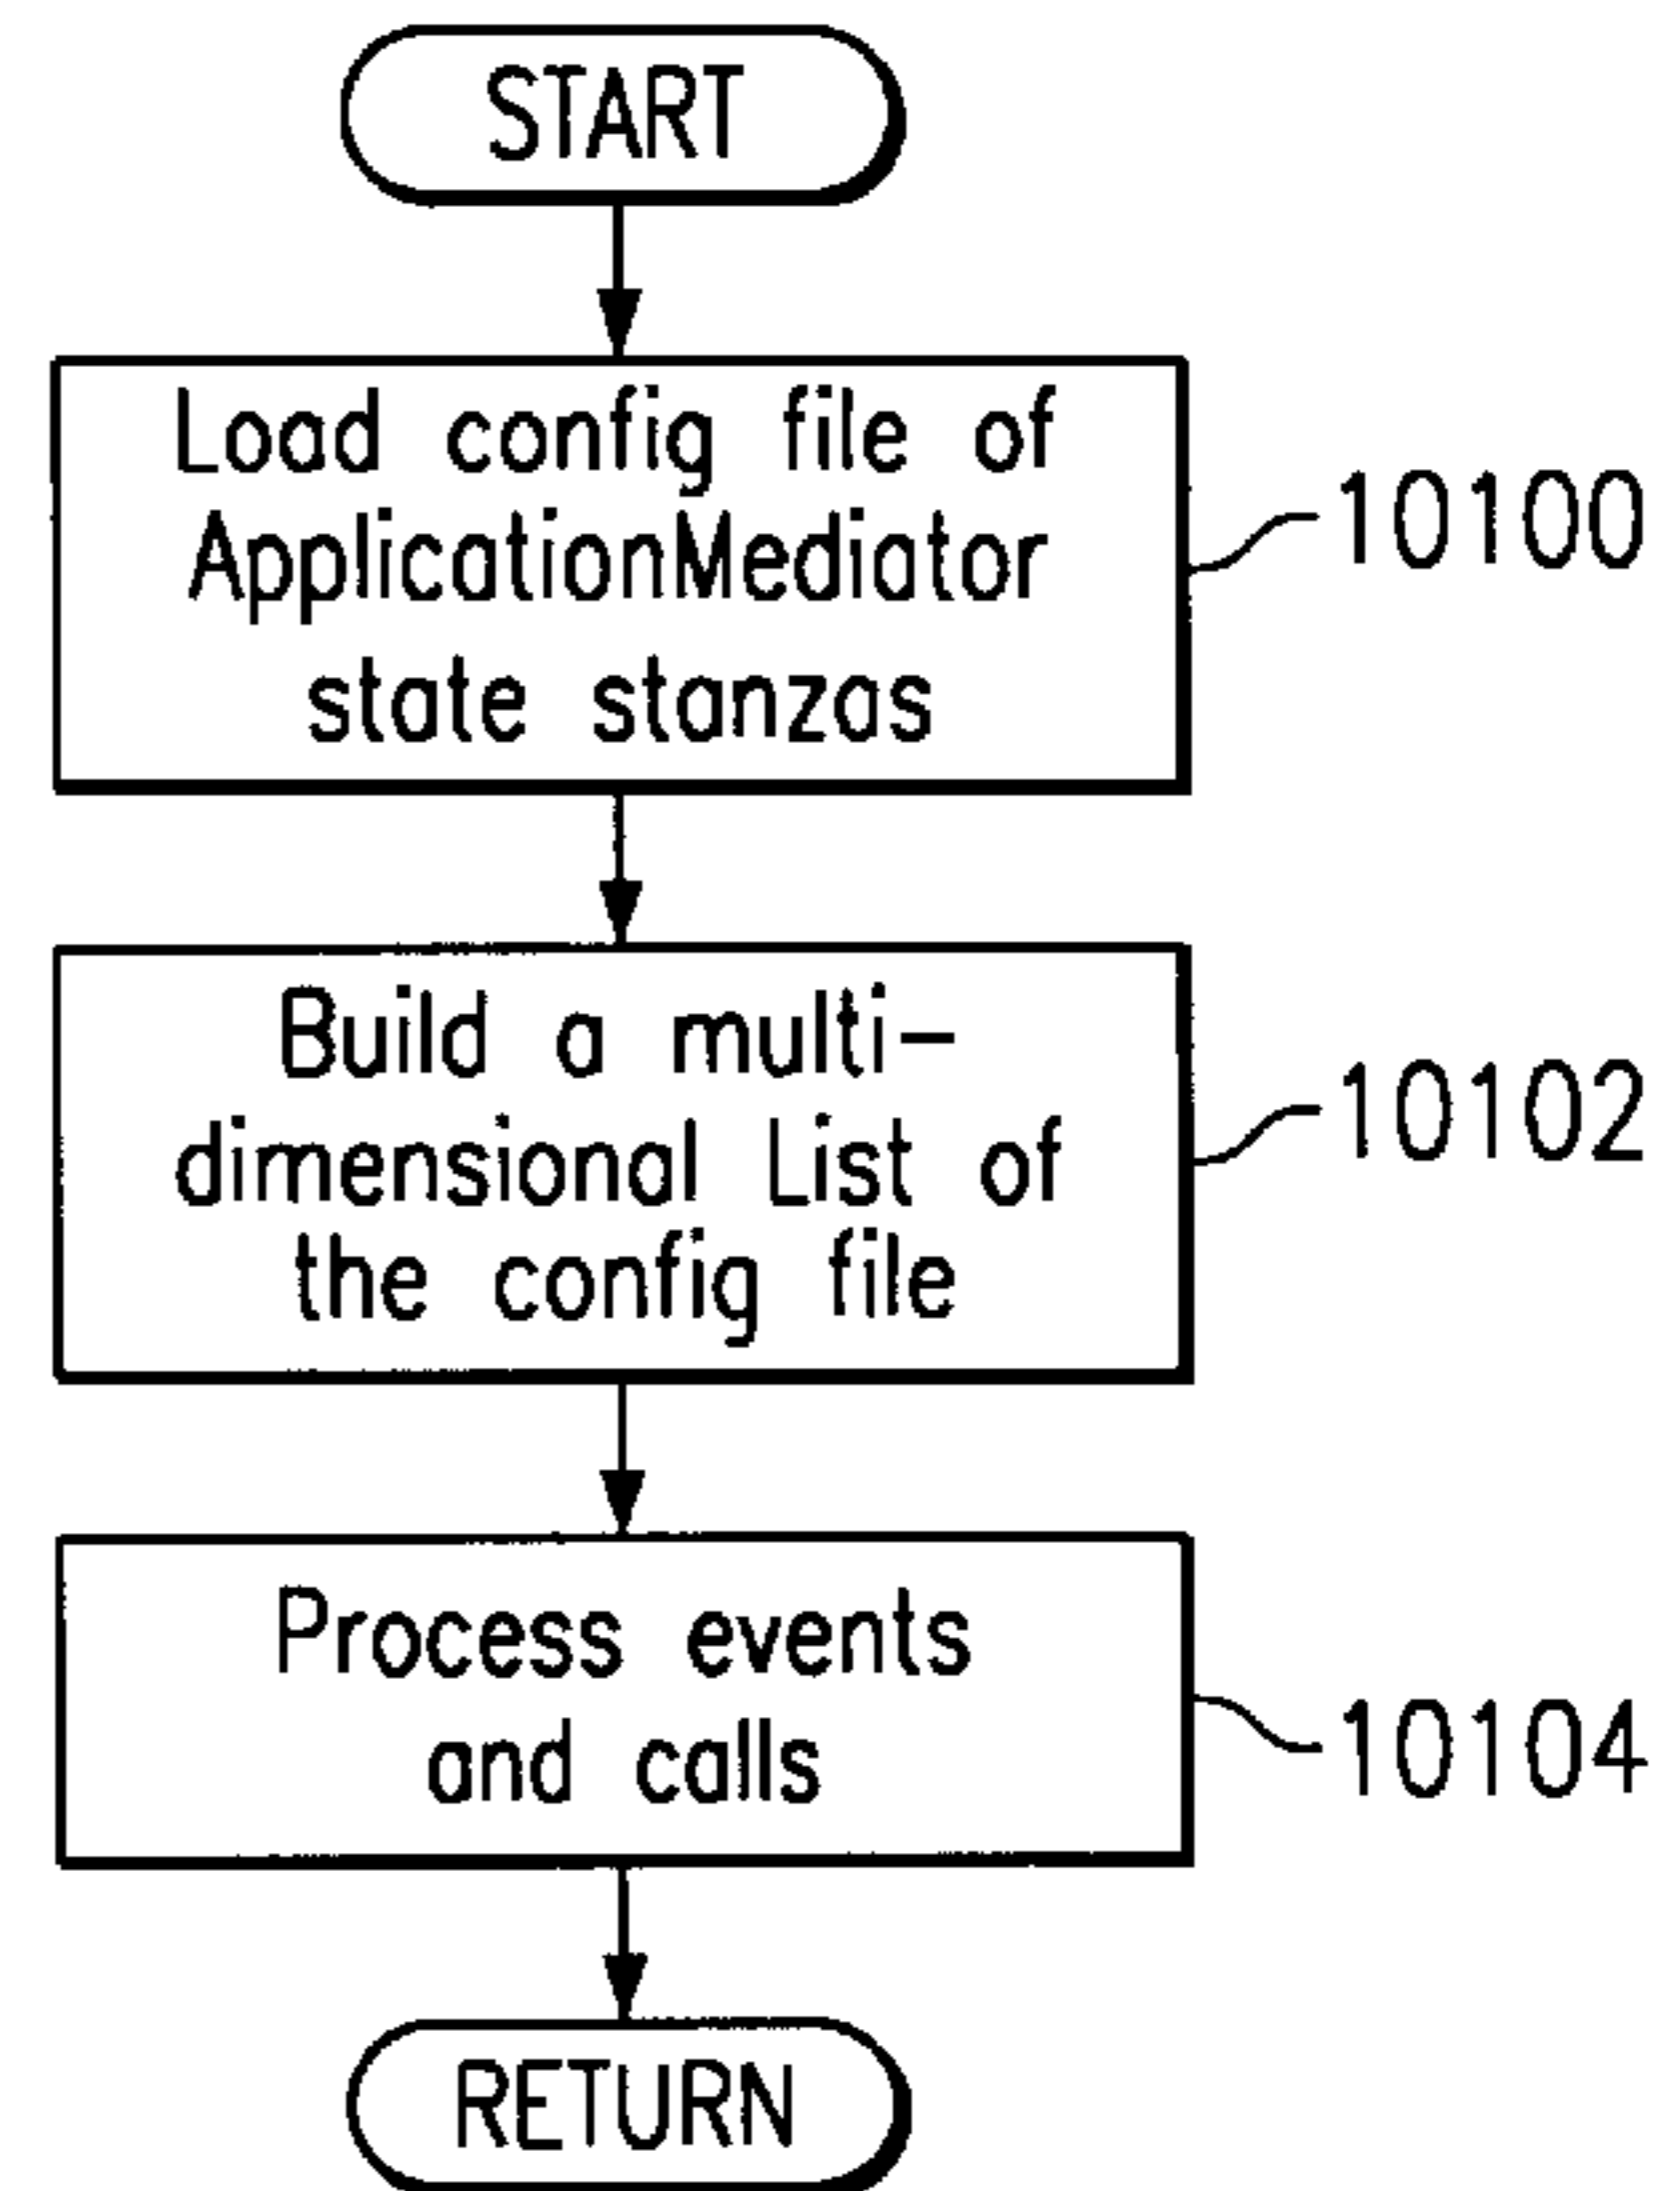 START
Load config file of
ApplicationMediator
state stanzas
10100
Build a multi-
dimensional List of
the config file
10102
Process events
and calls
10104
RETURN